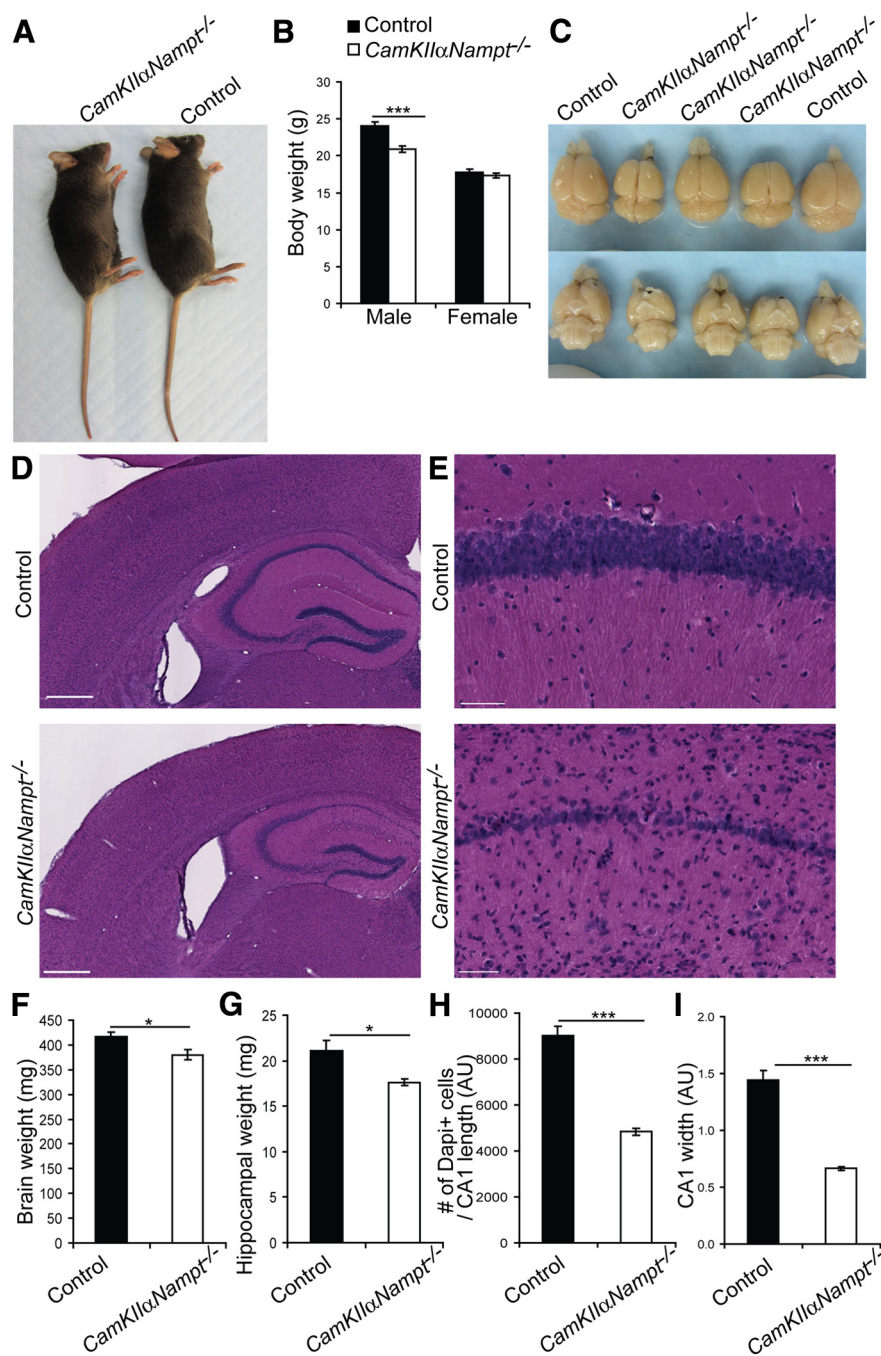 A
CamKIIαNampt-/-
Control
B
Control
CamKIIαNampt-/-
Body weight (g)
35
30
25
20
15
10
5
0
***
Male
Female
C
Control
CamKIIαNampt-/-
CamKIIαNampt-/-
CamKIIαNampt-/-
Control
D
Control
CamKIIαNampt-/-
E
Control
CamKIIαNampt-/-
F
Brain weight (mg)
450
400
350
300
250
200
150
100
50
0
*
Control
CamKIIαNampt-/-
G
Hippocampal weight (mg)
25
20
15
10
5
0
*
Control
CamKIIαNampt-/-
H
# of Dapi+ cells
/ CA1 length (AU)
10000
8000
6000
4000
2000
0
***
Control
CamKIIαNampt-/-
I
CA1 width (AU)
2.0
1.5
1.0
0.5
0.0
***
Control
CamKIIαNampt-/-